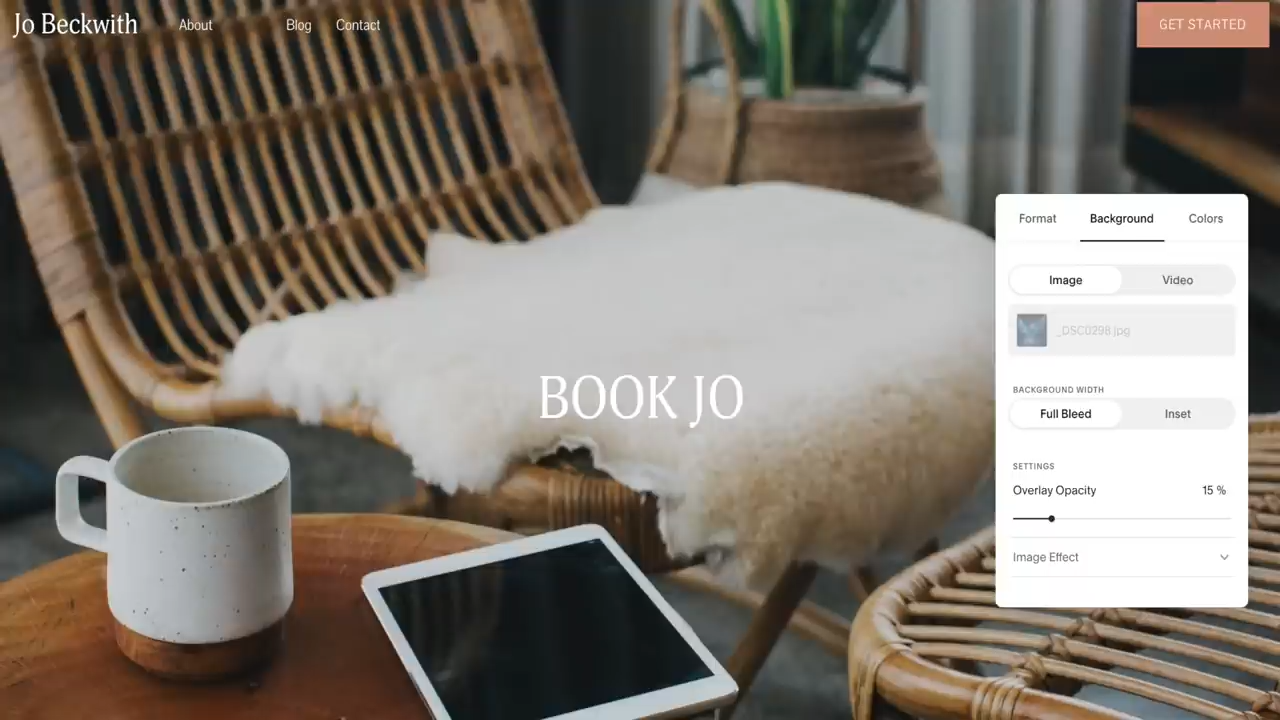 Jo Beckwith
About
Blog
Contact
GET STARTED
BOOK JO
Format
Background
Colors
Image
Video
_DSC0298.jpg
BACKGROUND WIDTH
Full Bleed
Inset
SETTINGS
Overlay Opacity
15 %
Image Effect